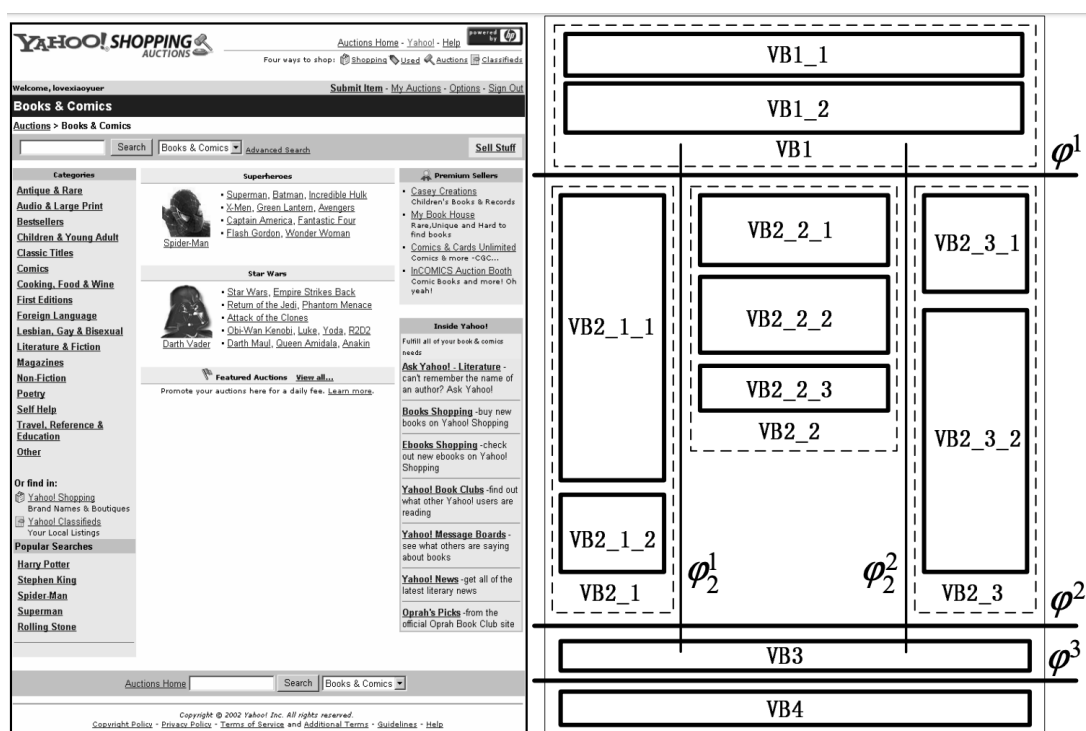 YAHOO! SHOPPING
AUCTIONS
Auctions Home - Yahoo! - Help
powered by hp
Four ways to shop: Shopping Used Auctions Classifieds
Welcome, lovexiaoyuer
Submit Item - My Auctions - Options - Sign Out
Books & Comics
Auctions > Books & Comics
Search Books & Comics Advanced Search Sell Stuff
Categories
Antique & Rare
Audio & Large Print
Bestsellers
Children & Young Adult
Classic Titles
Comics
Cooking, Food & Wine
First Editions
Foreign Language
Lesbian, Gay & Bisexual
Literature & Fiction
Magazines
Non-Fiction
Poetry
Self Help
Travel, Reference &
Education
Other
Or find in:
Yahoo! Shopping
Brand Names & Boutiques
Yahoo! Classifieds
Your Local Listings
Popular Searches
Harry Potter
Stephen King
Spider-Man
Superman
Rolling Stone
Superheroes
Spider-Man
• Superman, Batman, Incredible Hulk
• X-Men, Green Lantern, Avengers
• Captain America, Fantastic Four
• Flash Gordon, Wonder Woman
Star Wars
Darth Vader
• Star Wars, Empire Strikes Back
• Return of the Jedi, Phantom Menace
• Attack of the Clones
• Obi-Wan Kenobi, Luke, Yoda, R2D2
• Darth Maul, Queen Amidala, Anakin
Featured Auctions View all...
Promote your auctions here for a daily fee. Learn more.
Premium Sellers
• Casey Creations
Children's Books & Records
• My Book House
Rare,Unique and Hard to
find books
• Comics & Cards Unlimited
Comics & more -CGC...
• InCOMICS Auction Booth
Comic Books and more! Oh
yeah!
Inside Yahoo!
Fulfill all of your book & comics
needs
Ask Yahoo! - Literature -
can't remember the name of
an author? Ask Yahoo!
Books Shopping -buy new
books on Yahoo! Shopping
Ebooks Shopping -check
out new ebooks on Yahoo!
Shopping
Yahoo! Book Clubs -find out
what other Yahoo! users are
reading
Yahoo! Message Boards -
see what others are saying
about books
Yahoo! News -get all of the
latest literary news
Oprah's Picks -from the
official Oprah Book Club site
Auctions Home Search Books & Comics
Copyright © 2002 Yahoo! Inc. All rights reserved.
Copyright Policy - Privacy Policy - Terms of Service and Additional Terms - Guidelines - Help
VB1_1
VB1_2
VB1
φ¹
VB2_1_1
VB2_1_2
VB2_1
VB2_2_1
VB2_2_2
VB2_2_3
VB2_2
VB2_3_1
VB2_3_2
VB2_3
φ₂¹
φ₂²
φ²
VB3
φ³
VB4